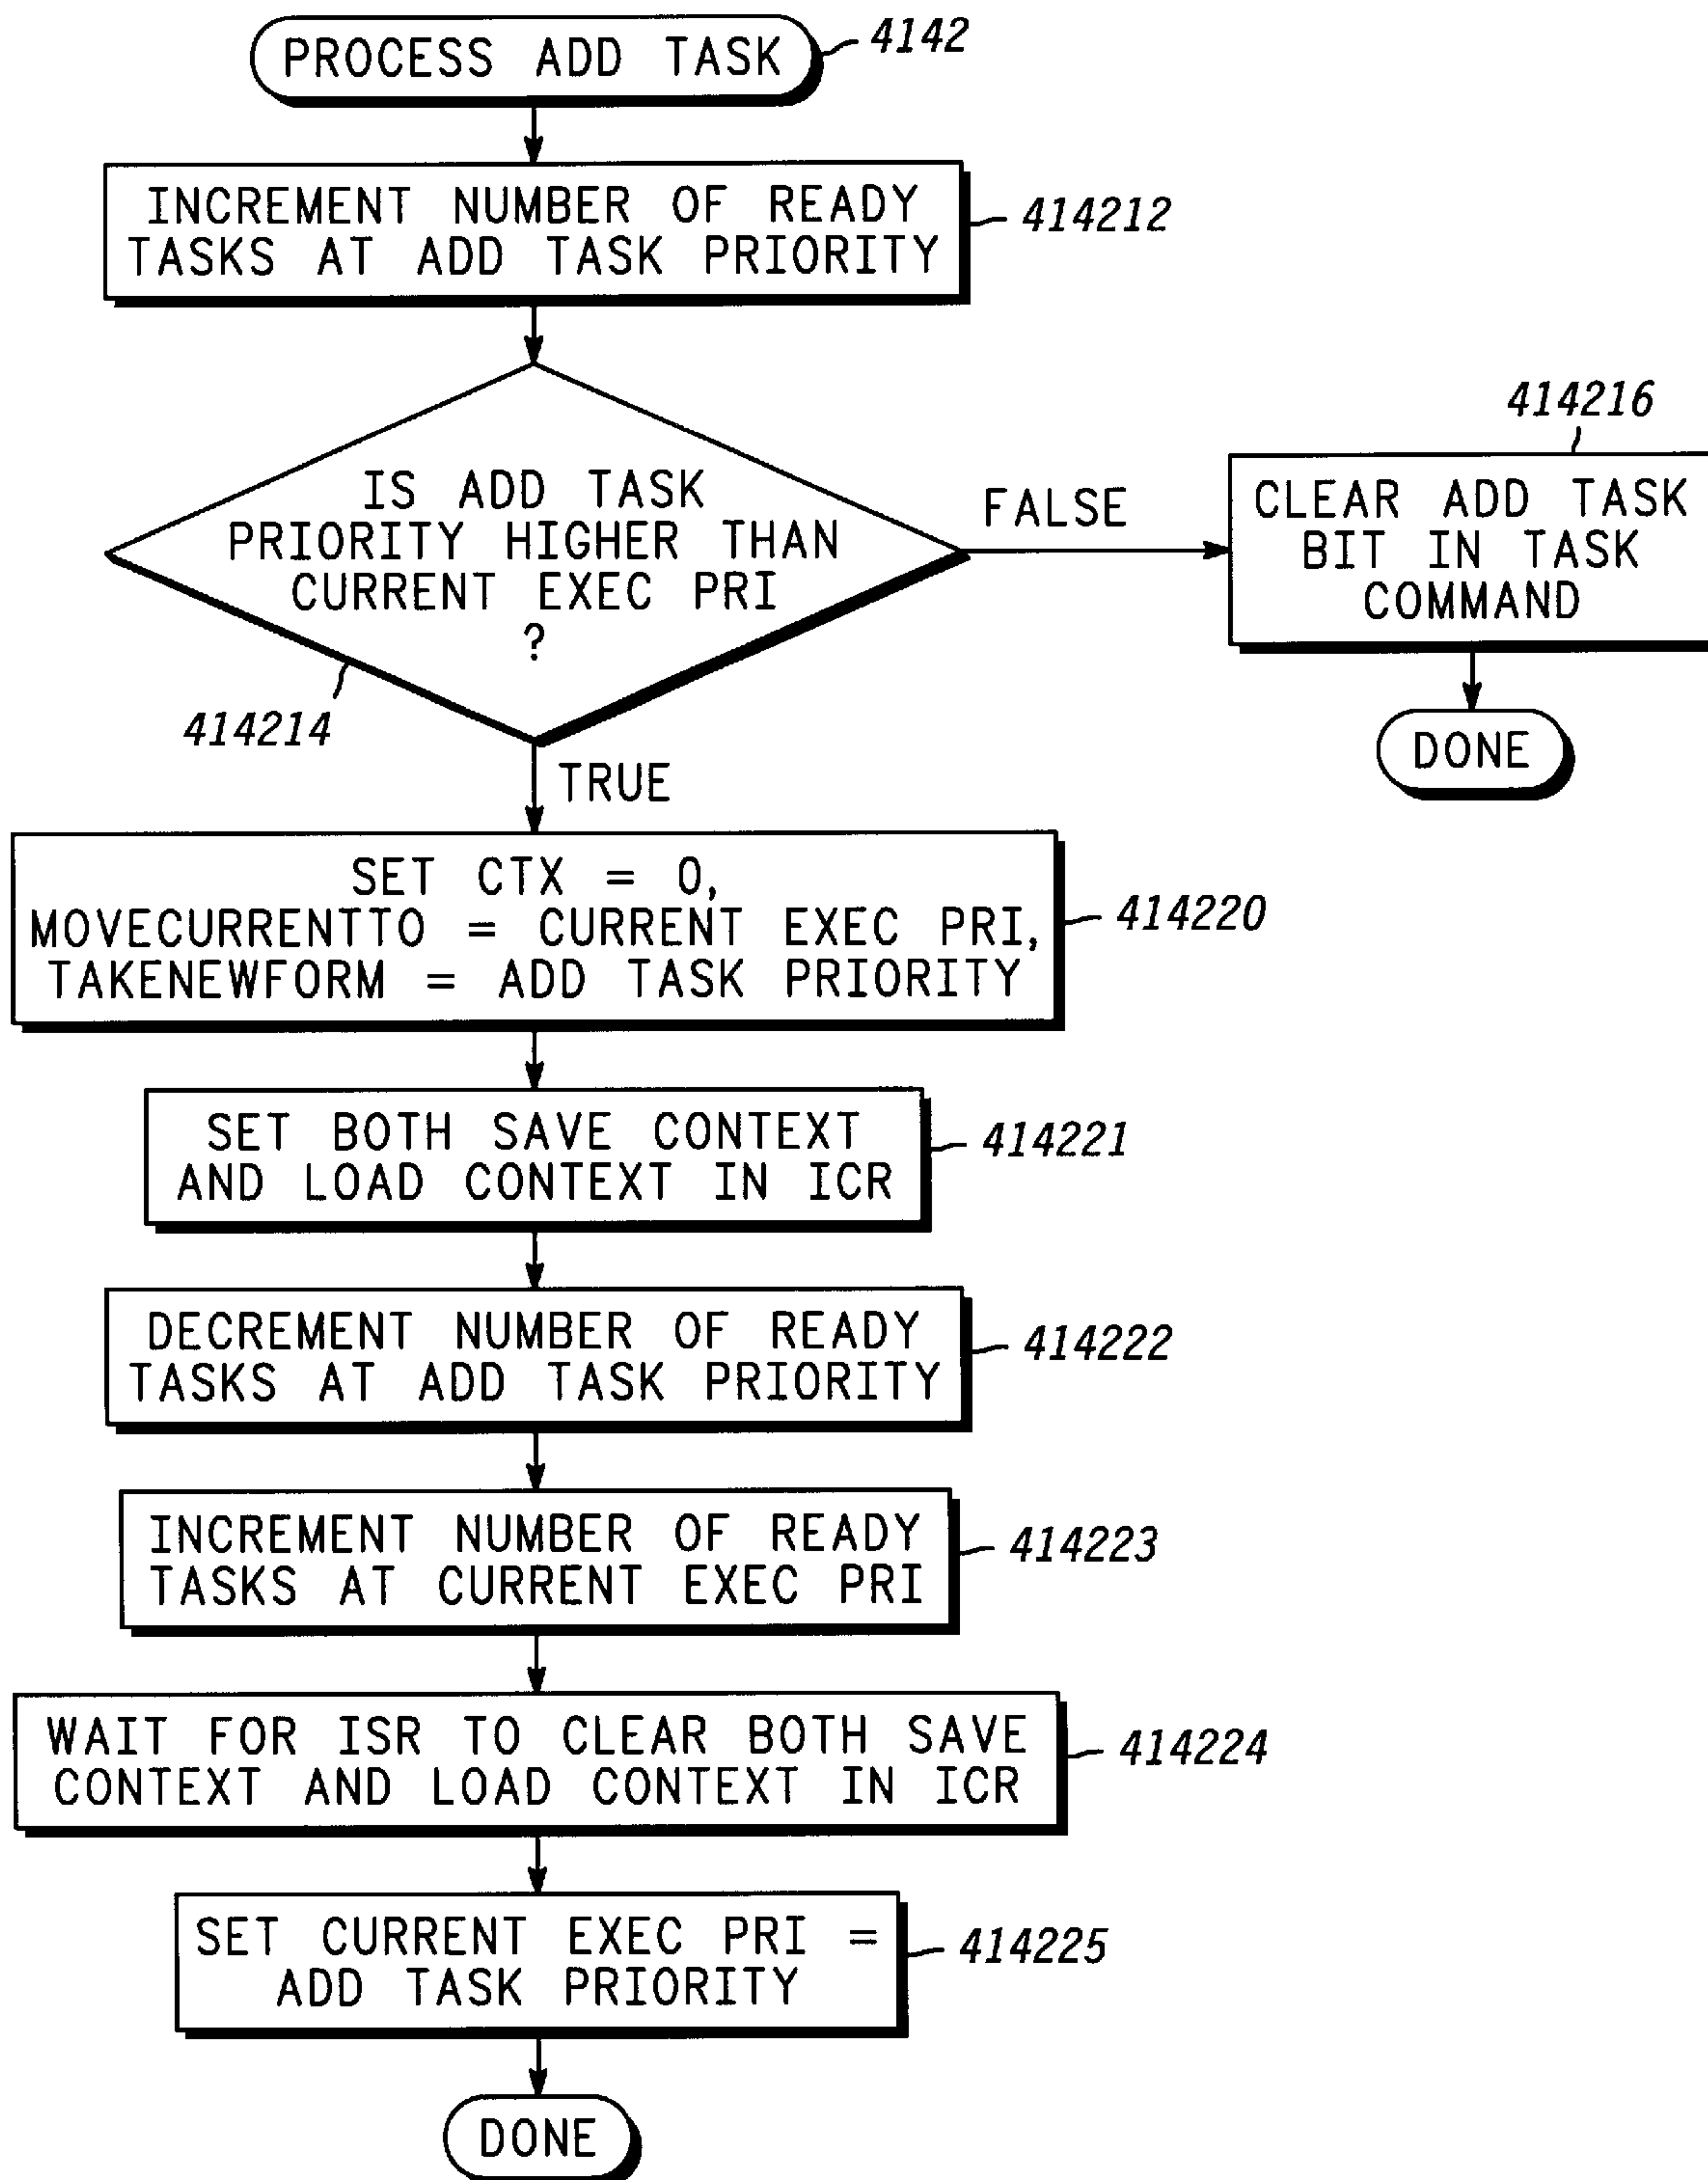 PROCESS ADD TASK
4142
INCREMENT NUMBER OF READY
TASKS AT ADD TASK PRIORITY
414212
IS ADD TASK
PRIORITY HIGHER THAN
CURRENT EXEC PRI
?
414214
FALSE
414216
CLEAR ADD TASK
BIT IN TASK
COMMAND
DONE
TRUE
SET CTX = 0,
MOVECURRENTTO = CURRENT EXEC PRI,
TAKENEWFORM = ADD TASK PRIORITY
414220
SET BOTH SAVE CONTEXT
AND LOAD CONTEXT IN ICR
414221
DECREMENT NUMBER OF READY
TASKS AT ADD TASK PRIORITY
414222
INCREMENT NUMBER OF READY
TASKS AT CURRENT EXEC PRI
414223
WAIT FOR ISR TO CLEAR BOTH SAVE
CONTEXT AND LOAD CONTEXT IN ICR
414224
SET CURRENT EXEC PRI =
ADD TASK PRIORITY
414225
DONE